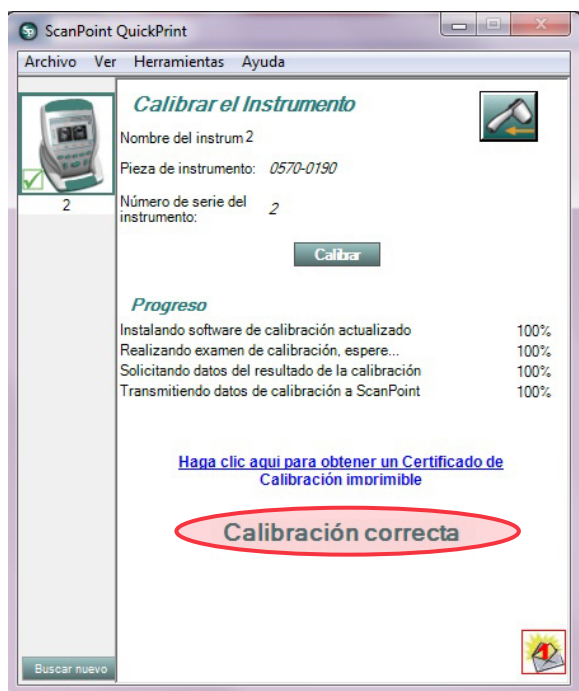 ScanPoint QuickPrint
Archivo Ver Herramientas Ayuda
Calibrar el Instrumento
Nombre del instrum 2
Pieza de instrumento: 0570-0190
2
Número de serie del
instrumento: 2
Calibrar
Progreso
Instalando software de calibración actualizado 100%
Realizando examen de calibración, espere... 100%
Solicitando datos del resultado de la calibración 100%
Transmitiendo datos de calibración a ScanPoint 100%
Haga clic aqui para obtener un Certificado de
Calibración imprimible
Calibración correcta
Buscar nuevo